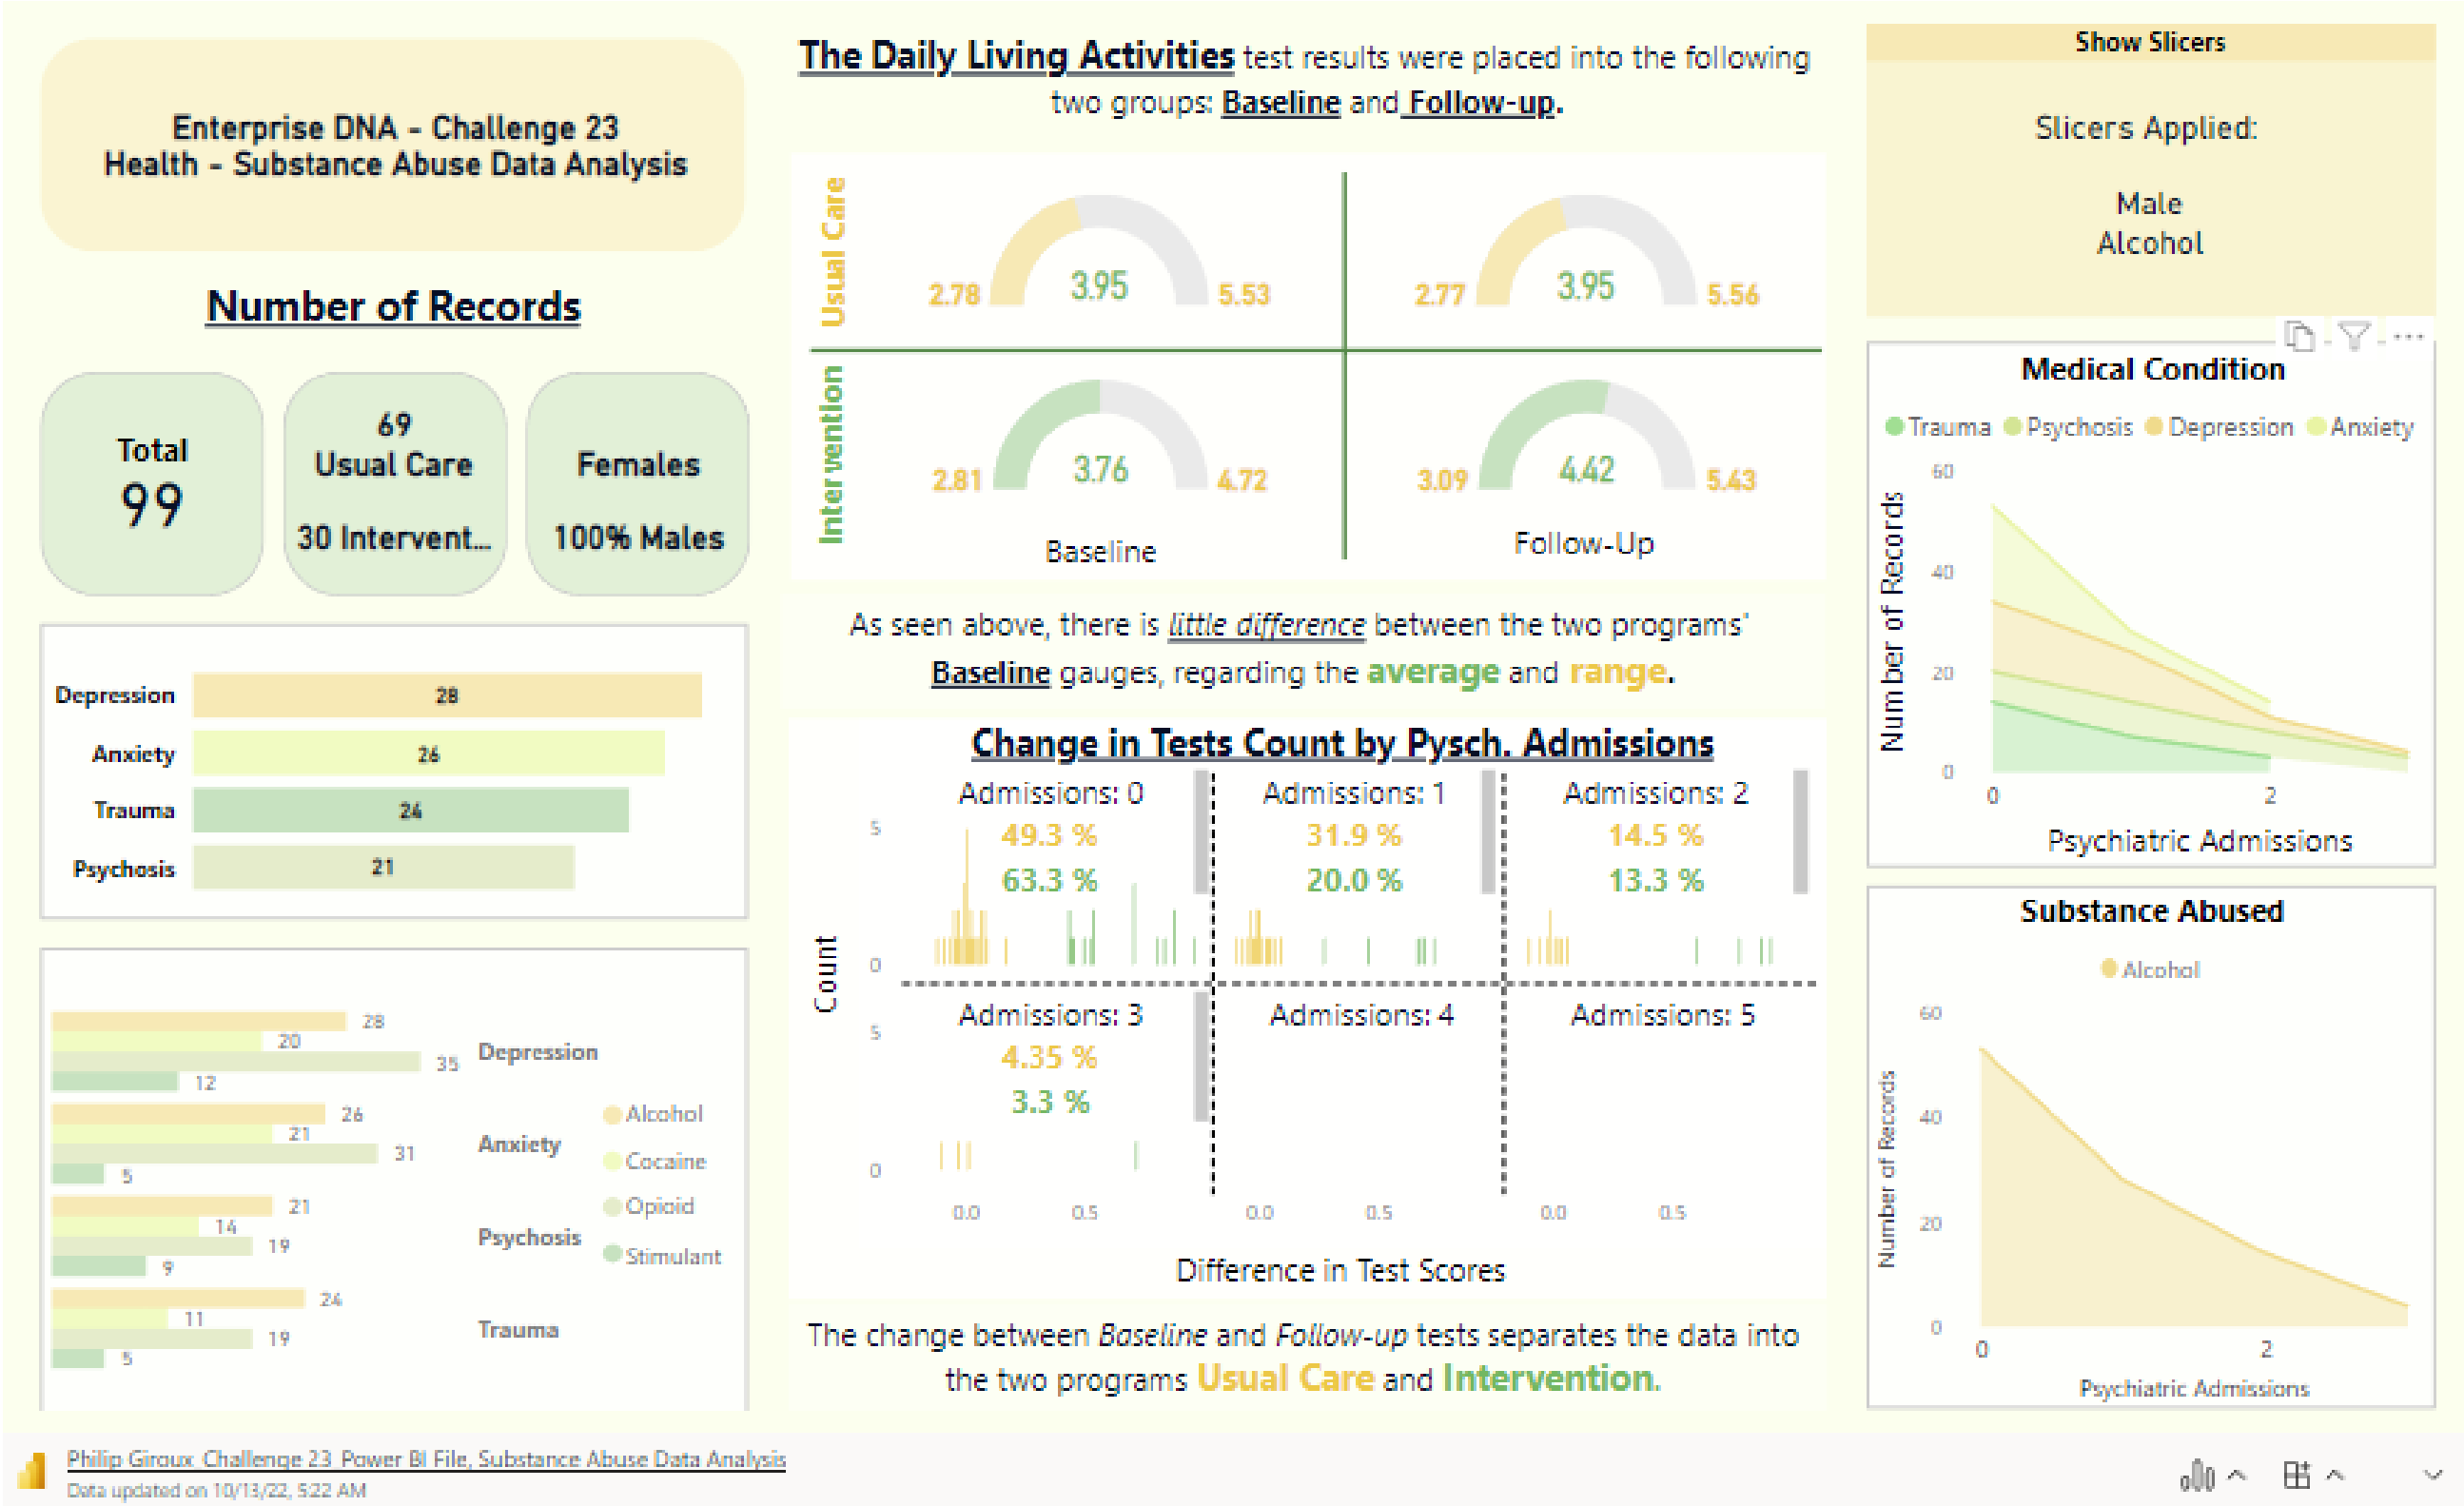 Enterprise DNA - Challenge 23
Health - Substance Abuse Data Analysis
Number of Records
Total
99
69
Usual Care
30 Intervent...
Females
100% Males
Depression
28
Anxiety
26
Trauma
24
Psychosis
21
28
20
35
12
Depression
26
21
31
5
Anxiety
21
14
19
9
Psychosis
24
11
19
5
Trauma
Alcohol
Cocaine
Opioid
Stimulant
The Daily Living Activities test results were placed into the following
two groups: Baseline and Follow-up.
Usual Care
2.78
3.95
5.53
2.77
3.95
5.56
Intervention
2.81
3.76
4.72
3.09
4.42
5.43
Baseline
Follow-Up
As seen above, there is little difference between the two programs'
Baseline gauges, regarding the average and range.
Change in Tests Count by Pysch. Admissions
Count
Admissions: 0
49.3 %
63.3 %
Admissions: 1
31.9 %
20.0 %
Admissions: 2
14.5 %
13.3 %
5
0
Admissions: 3
4.35 %
3.3 %
Admissions: 4
Admissions: 5
5
0
0.0 0.5 0.0 0.5 0.0 0.5
Difference in Test Scores
The change between Baseline and Follow-up tests separates the data into
the two programs Usual Care and Intervention.
Show Slicers
Slicers Applied:
Male
Alcohol
Medical Condition
Trauma Psychosis Depression Anxiety
Number of Records
60
40
20
0
0 2
Psychiatric Admissions
Substance Abused
Alcohol
Number of Records
60
40
20
0
0 2
Psychiatric Admissions
Philip Giroux_Challenge 23_Power BI File, Substance Abuse Data Analysis
Data updated on 10/13/22, 5:22 AM